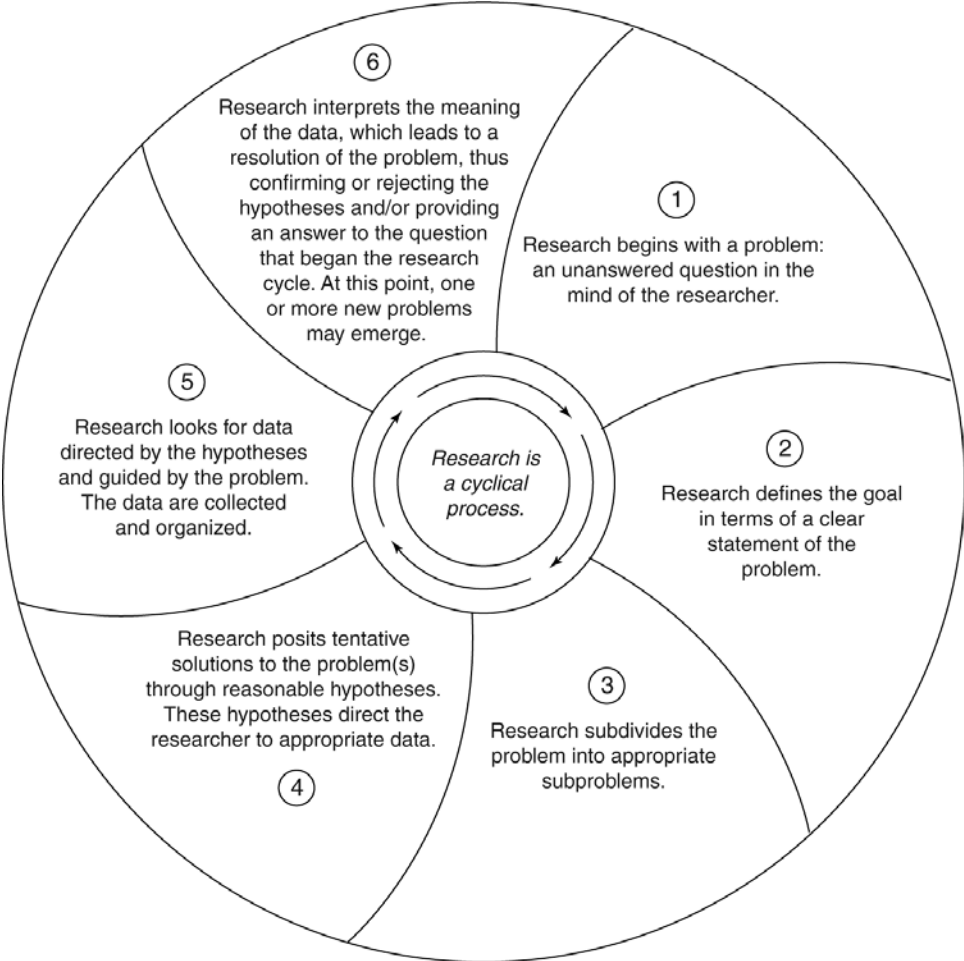 6
Research interprets the meaning
of the data, which leads to a
resolution of the problem, thus
confirming or rejecting the
hypotheses and/or providing
an answer to the question
that began the research
cycle. At this point, one
or more new problems
may emerge.
1
Research begins with a problem:
an unanswered question in the
mind of the researcher.
5
Research looks for data
directed by the hypotheses
and guided by the problem.
The data are collected
and organized.
Research is
a cyclical
process.
2
Research defines the goal
in terms of a clear
statement of the
problem.
Research posits tentative
solutions to the problem(s)
through reasonable hypotheses.
These hypotheses direct the
researcher to appropriate data.
4
3
Research subdivides the
problem into appropriate
subproblems.